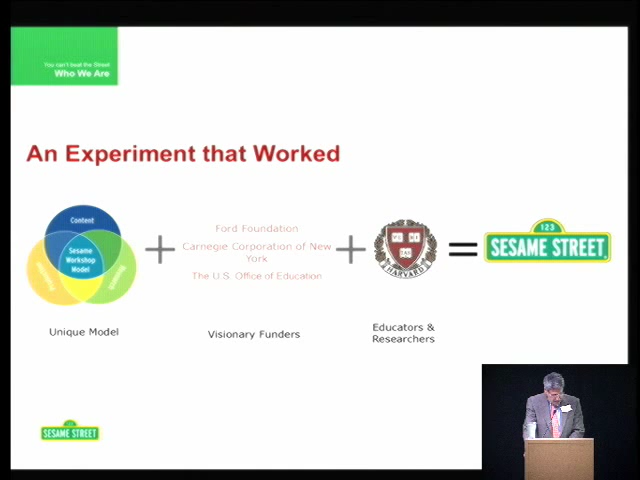 You can't beat the Street
Who We Are
An Experiment that Worked
Content
Sesame
Workshop
Model
Ford Foundation
Carnegie Corporation of New
York
The U.S. Office of Education
HARVARD
123
SESAME STREET
Unique Model
Visionary Funders
Educators &
Researchers
SESAME STREET